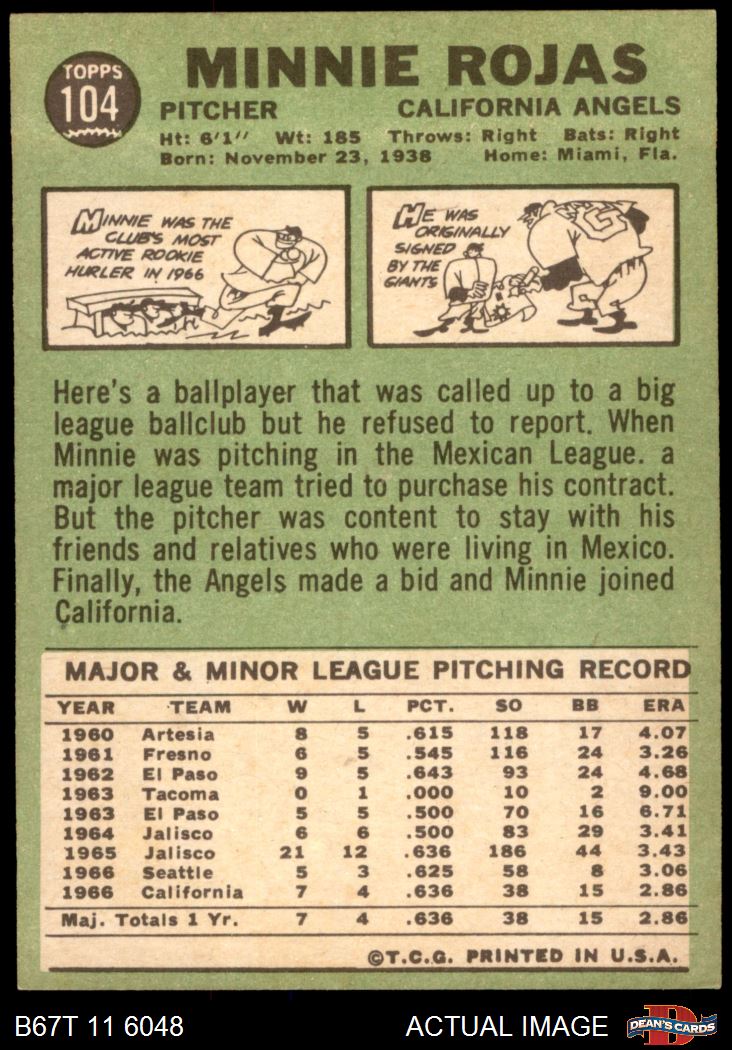 TOPPS
104
MINNIE ROJAS
PITCHER CALIFORNIA ANGELS
Ht: 6'1" Wt: 185 Throws: Right Bats: Right
Born: November 23, 1938 Home: Miami, Fla.
MINNIE WAS THE
CLUB'S MOST
ACTIVE ROOKIE
HURLER IN 1966
HE WAS
ORIGINALLY
SIGNED
BY THE
GIANTS
G
Here's a ballplayer that was called up to a big
league ballclub but he refused to report. When
Minnie was pitching in the Mexican League. a
major league team tried to purchase his contract.
But the pitcher was content to stay with his
friends and relatives who were living in Mexico.
Finally, the Angels made a bid and Minnie joined
California.
MAJOR & MINOR LEAGUE PITCHING RECORD
YEAR TEAM W L PCT. SO BB ERA
1960 Artesia 8 5 .615 118 17 4.07
1961 Fresno 6 5 .545 116 24 3.26
1962 El Paso 9 5 .643 93 24 4.68
1963 Tacoma 0 1 .000 10 2 9.00
1963 El Paso 5 5 .500 70 16 6.71
1964 Jalisco 6 6 .500 83 29 3.41
1965 Jalisco 21 12 .636 186 44 3.43
1966 Seattle 5 3 .625 58 8 3.06
1966 California 7 4 .636 38 15 2.86
Maj. Totals 1 Yr. 7 4 .636 38 15 2.86
©T.C.G. PRINTED IN U.S.A.
B67T 11 6048 ACTUAL IMAGE D DEAN'S CARDS